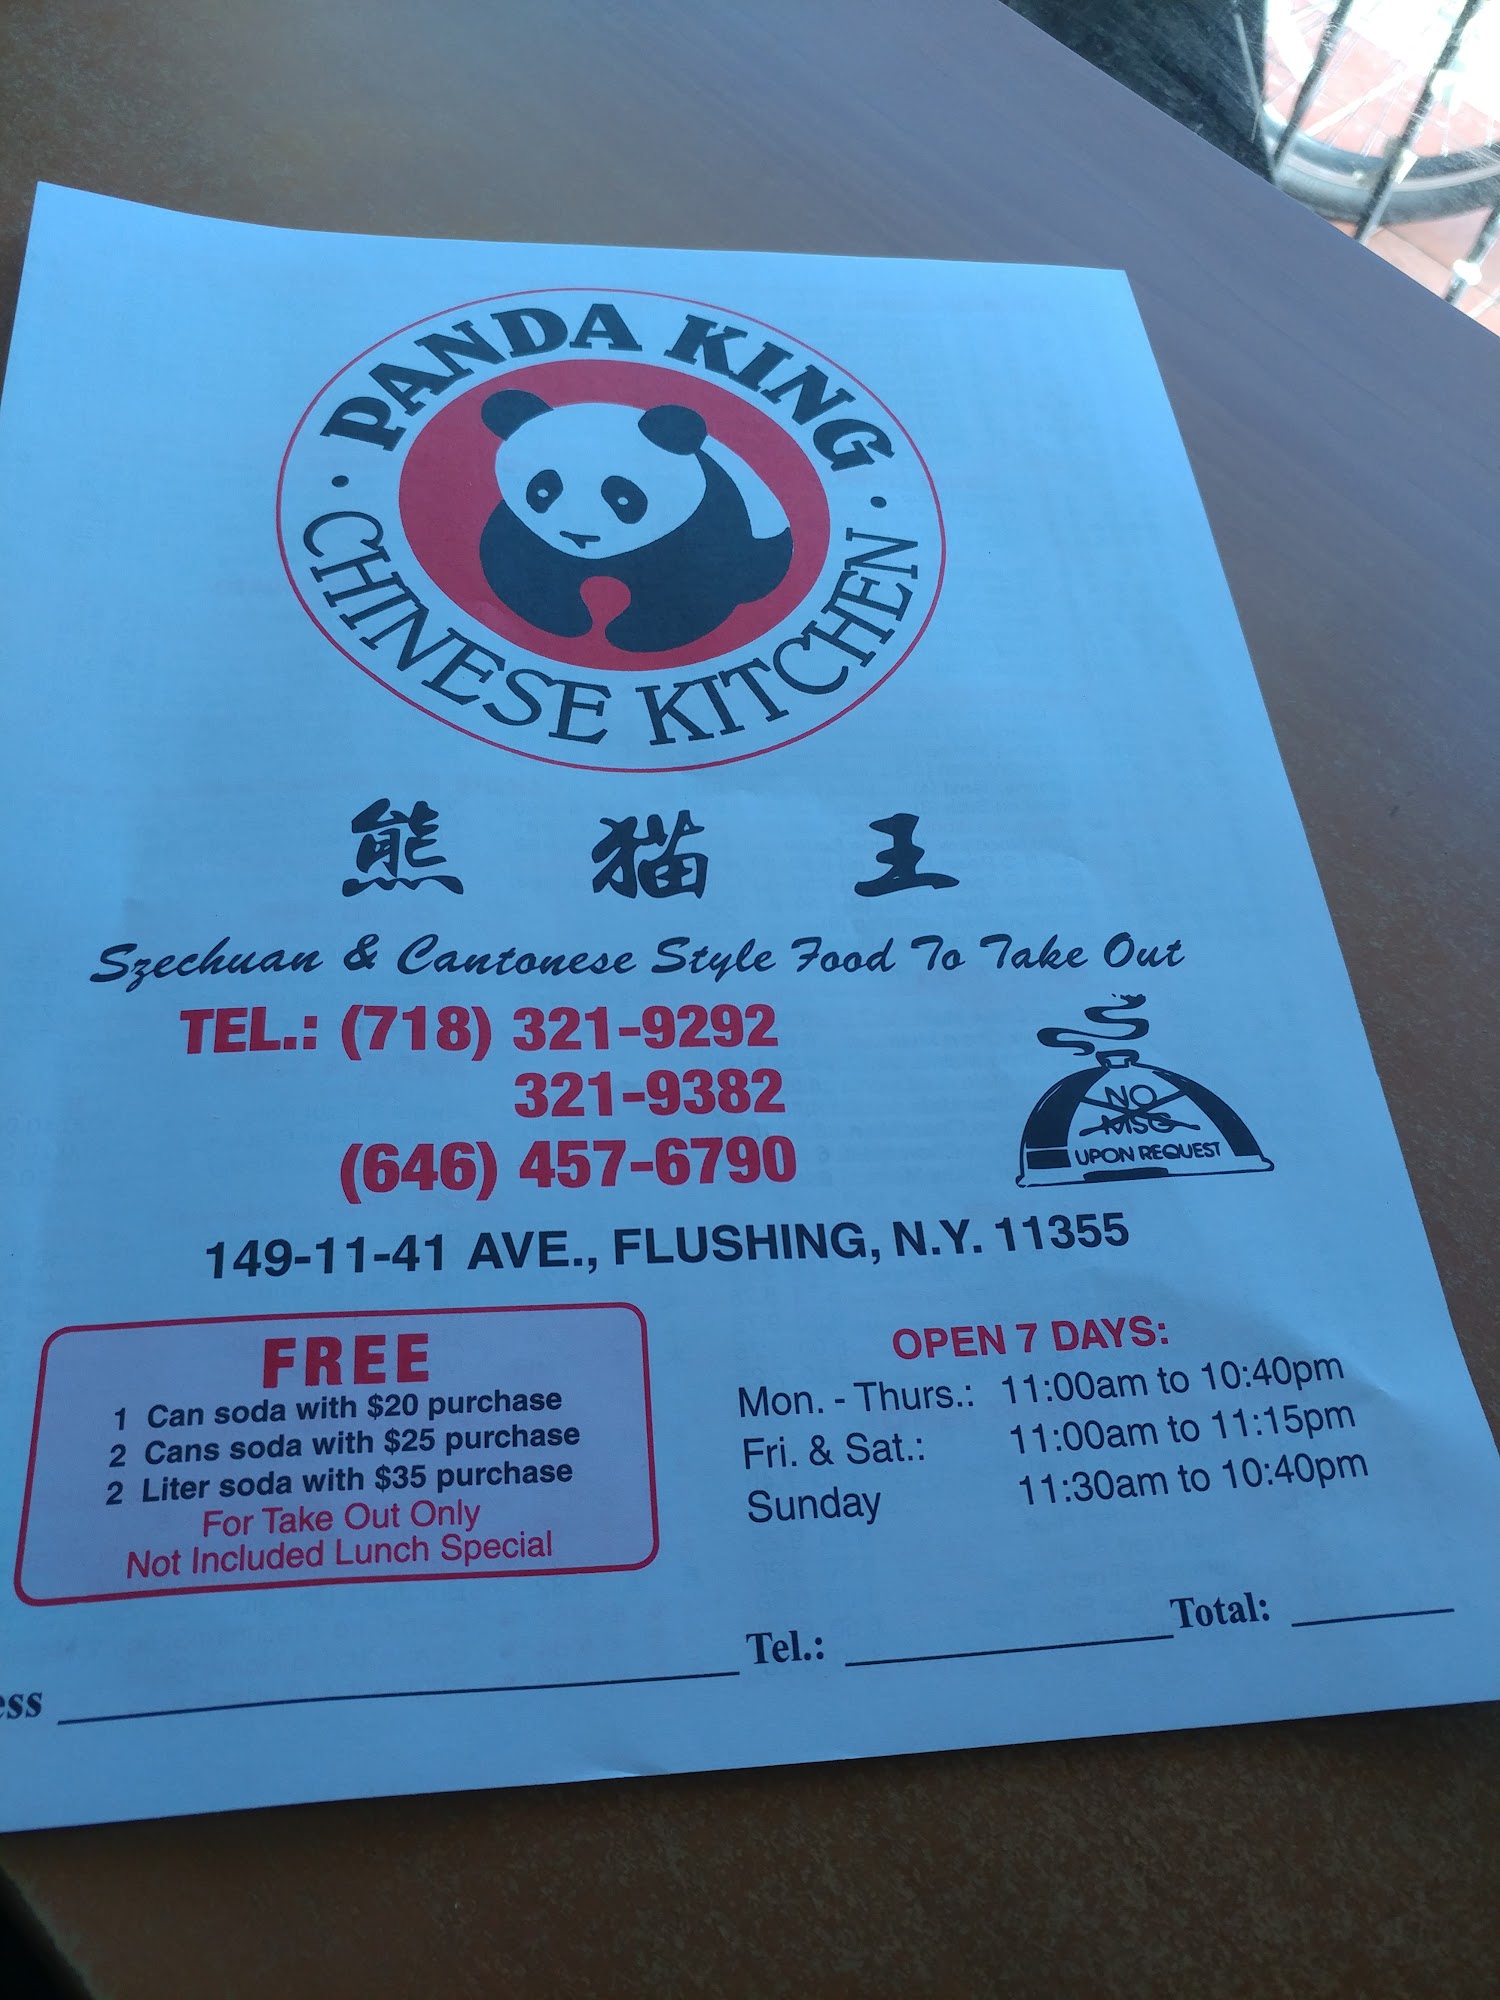 PANDA KING
· CHINESE KITCHEN ·
熊 猫 王
Szechuan & Cantonese Style Food To Take Out
TEL.: (718) 321-9292
321-9382
(646) 457-6790
NO
MSG
UPON REQUEST
149-11-41 AVE., FLUSHING, N.Y. 11355
FREE
1 Can soda with $20 purchase
2 Cans soda with $25 purchase
2 Liter soda with $35 purchase
For Take Out Only
Not Included Lunch Special
OPEN 7 DAYS:
Mon. - Thurs.: 11:00am to 10:40pm
Fri. & Sat.: 11:00am to 11:15pm
Sunday 11:30am to 10:40pm
Tel.: Total: